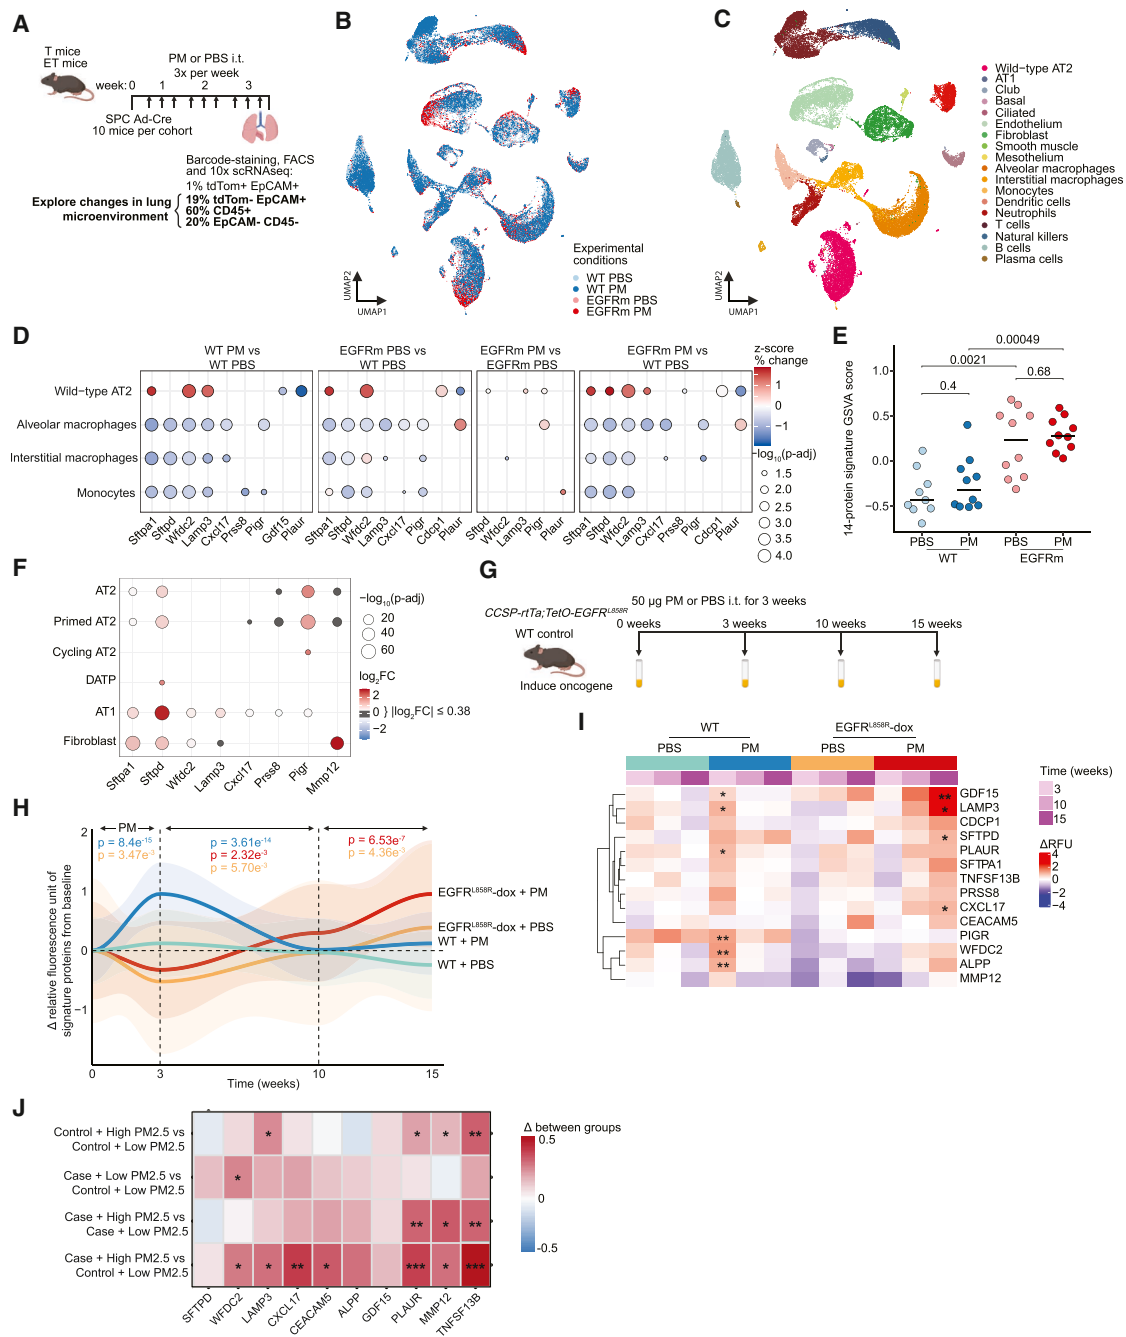 A
T mice
ET mice
PM or PBS i.t.
3x per week
week: 0 1 2 3
SPC Ad-Cre
10 mice per cohort
Barcode-staining, FACS
and 10x scRNAseq:
1% tdTom+ EpCAM+
19% tdTom- EpCAM+
60% CD45+
20% EpCAM- CD45-
Explore changes in lung
microenvironment
B
UMAP2
UMAP1
Experimental
conditions
WT PBS
WT PM
EGFRm PBS
EGFRm PM
C
UMAP2
UMAP1
Wild-type AT2
AT1
Club
Basal
Ciliated
Endothelium
Fibroblast
Smooth muscle
Mesothelium
Alveolar macrophages
Interstitial macrophages
Monocytes
Dendritic cells
Neutrophils
T cells
Natural killers
B cells
Plasma cells
D
WT PM vs
WT PBS
EGFRm PBS vs
WT PBS
EGFRm PM vs
EGFRm PBS
EGFRm PM vs
WT PBS
Wild-type AT2
Alveolar macrophages
Interstitial macrophages
Monocytes
Sftpa1 Sftpd Wfdc2 Lamp3 Cxcl17 Prss8 Pigr Gdf15 Plaur
Sftpa1 Sftpd Wfdc2 Lamp3 Cxcl17 Pigr Cdcp1 Plaur
Sftpd Wfdc2 Lamp3 Pigr Plaur
Sftpa1 Sftpd Wfdc2 Lamp3 Cxcl17 Prss8 Pigr Cdcp1 Plaur
z-score
% change
1
0
−1
−log10(p-adj)
1.5
2.0
2.5
3.0
3.5
4.0
E
14-protein signature GSVA score
1.0
0.5
0.0
−0.5
0.00049
0.0021
0.4
0.68
PBS PM PBS PM
WT EGFRm
F
AT2
Primed AT2
Cycling AT2
DATP
AT1
Fibroblast
Sftpa1 Sftpd Wfdc2 Lamp3 Cxcl17 Prss8 Pigr Mmp12
−log10(p-adj)
20
40
60
log2FC
2
0 } |log2FC| ≤ 0.38
−2
G
50 µg PM or PBS i.t. for 3 weeks
CCSP-rtTa;TetO-EGFRL858R
0 weeks 3 weeks 10 weeks 15 weeks
WT control
Induce oncogene
H
PM
p = 8.4e-15
p = 3.47e-3
p = 3.61e-14
p = 2.32e-3
p = 5.70e-3
p = 6.53e-7
p = 4.36e-3
Δ relative fluorescence unit of
signature proteins from baseline
2
1
0
−1
0 3 10 15
Time (weeks)
EGFRL858R-dox + PM
EGFRL858R-dox + PBS
WT + PM
WT + PBS
I
WT EGFRL858R-dox
PBS PM PBS PM
GDF15
LAMP3
CDCP1
SFTPD
PLAUR
SFTPA1
TNFSF13B
PRSS8
CXCL17
CEACAM5
PIGR
WFDC2
ALPP
MMP12
* **
* *
*
*
*
**
**
**
Time (weeks)
3
10
15
ΔRFU
4
2
0
−2
−4
J
Control + High PM2.5 vs
Control + Low PM2.5
Case + Low PM2.5 vs
Control + Low PM2.5
Case + High PM2.5 vs
Case + Low PM2.5
Case + High PM2.5 vs
Control + Low PM2.5
* * * **
*
** * **
* * ** * *** * ***
SFTPD WFDC2 LAMP3 CXCL17 CEACAM5 ALPP GDF15 PLAUR MMP12 TNFSF13B
Δ between groups
0.5
0
-0.5